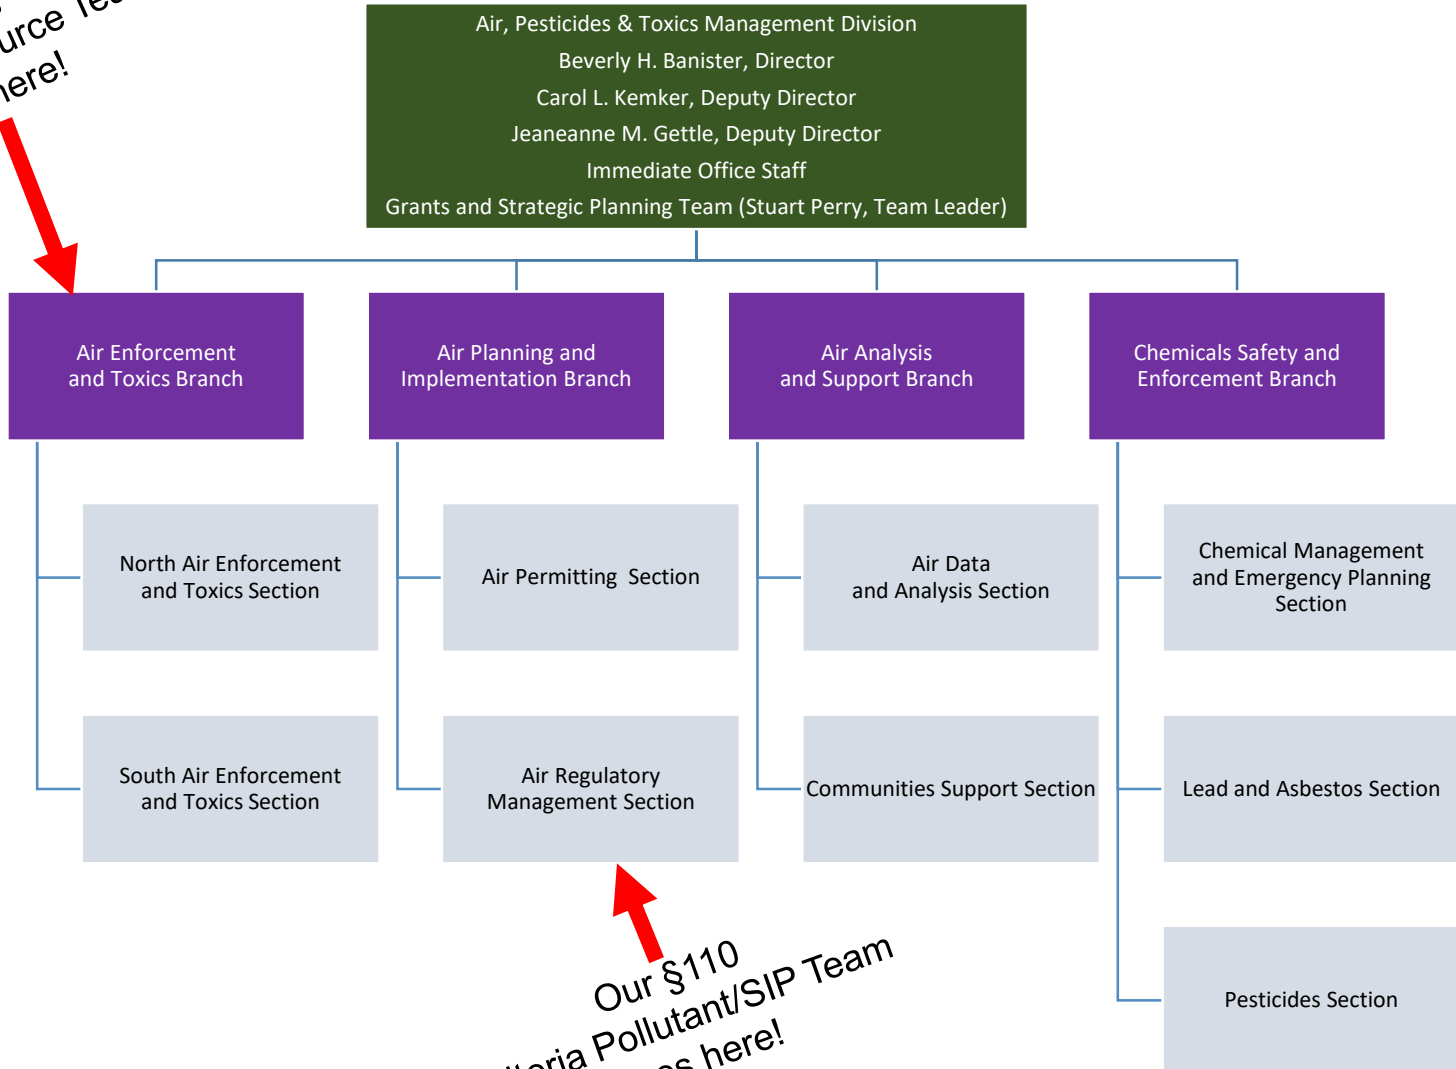 here!
Air, Pesticides & Toxics Management Division
Beverly H. Banister, Director
Carol L. Kemker, Deputy Director
Jeaneanne M. Gettle, Deputy Director
Immediate Office Staff
Grants and Strategic Planning Team (Stuart Perry, Team Leader)
Air Enforcement
and Toxics Branch
Air Planning and
Implementation Branch
Air Analysis
and Support Branch
Chemicals Safety and
Enforcement Branch
North Air Enforcement
and Toxics Section
Air Permitting Section
Air Data
and Analysis Section
Chemical Management
and Emergency Planning
Section
South Air Enforcement
and Toxics Section
Air Regulatory
Management Section
Communities Support Section
Lead and Asbestos Section
Pesticides Section
Our §110
Pollutant/SIP Team
here!